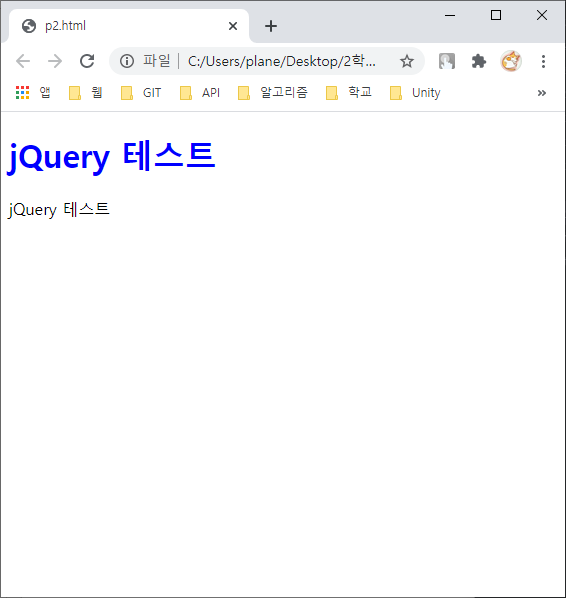 p2.html
파일 | C:/Users/plane/Desktop/2학...
앱 웹 GIT API 알고리즘 학교 Unity »
jQuery 테스트
jQuery 테스트